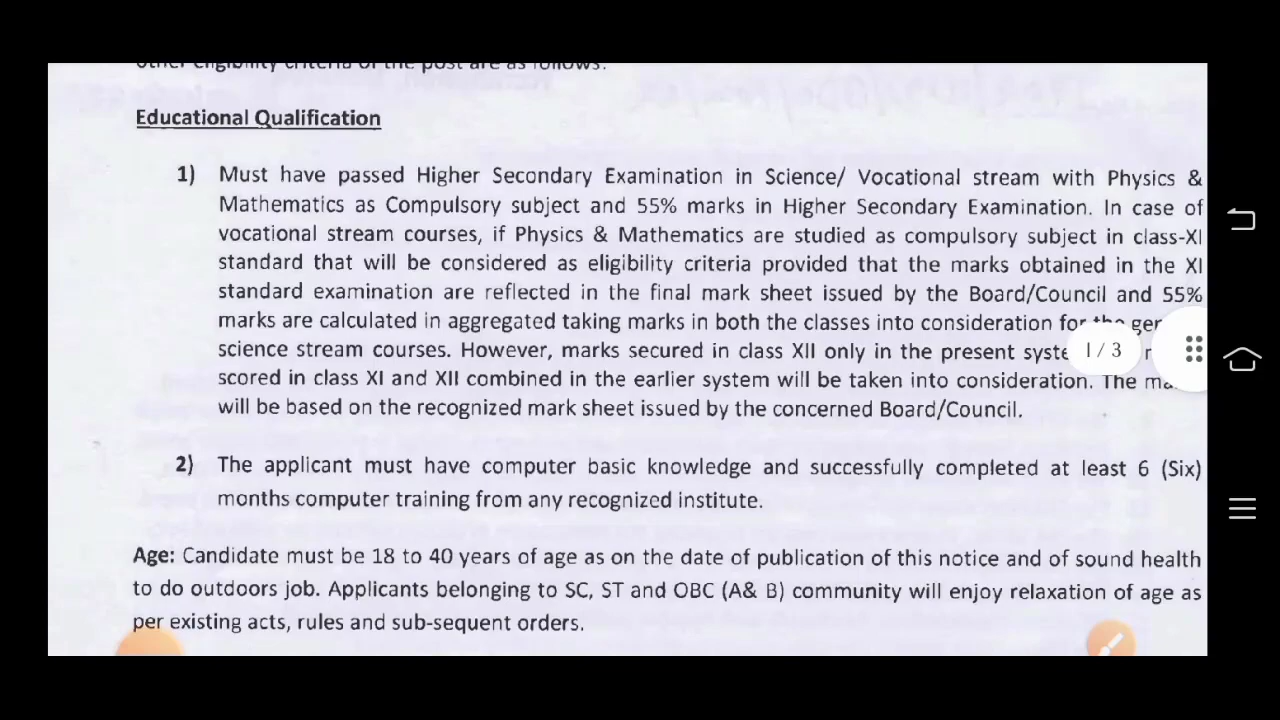 other eligibility criteria of the post are as follows:
Educational Qualification
1) Must have passed Higher Secondary Examination in Science/ Vocational stream with Physics &
Mathematics as Compulsory subject and 55% marks in Higher Secondary Examination. In case of
vocational stream courses, if Physics & Mathematics are studied as compulsory subject in class-XI
standard that will be considered as eligibility criteria provided that the marks obtained in the XI
standard examination are reflected in the final mark sheet issued by the Board/Council and 55%
marks are calculated in aggregated taking marks in both the classes into consideration for the
science stream courses. However, marks secured in class XII only in the present
1/3
scored in class XI and XII combined in the earlier system will be taken into consideration. The
will be based on the recognized mark sheet issued by the concerned Board/Council.
2) The applicant must have computer basic knowledge and successfully completed at least 6 (Six)
months computer training from any recognized institute.
Age: Candidate must be 18 to 40 years of age as on the date of publication of this notice and of sound health
to do outdoors job. Applicants belonging to SC, ST and OBC (A& B) community will enjoy relaxation of age as
per existing acts, rules and sub-sequent orders.